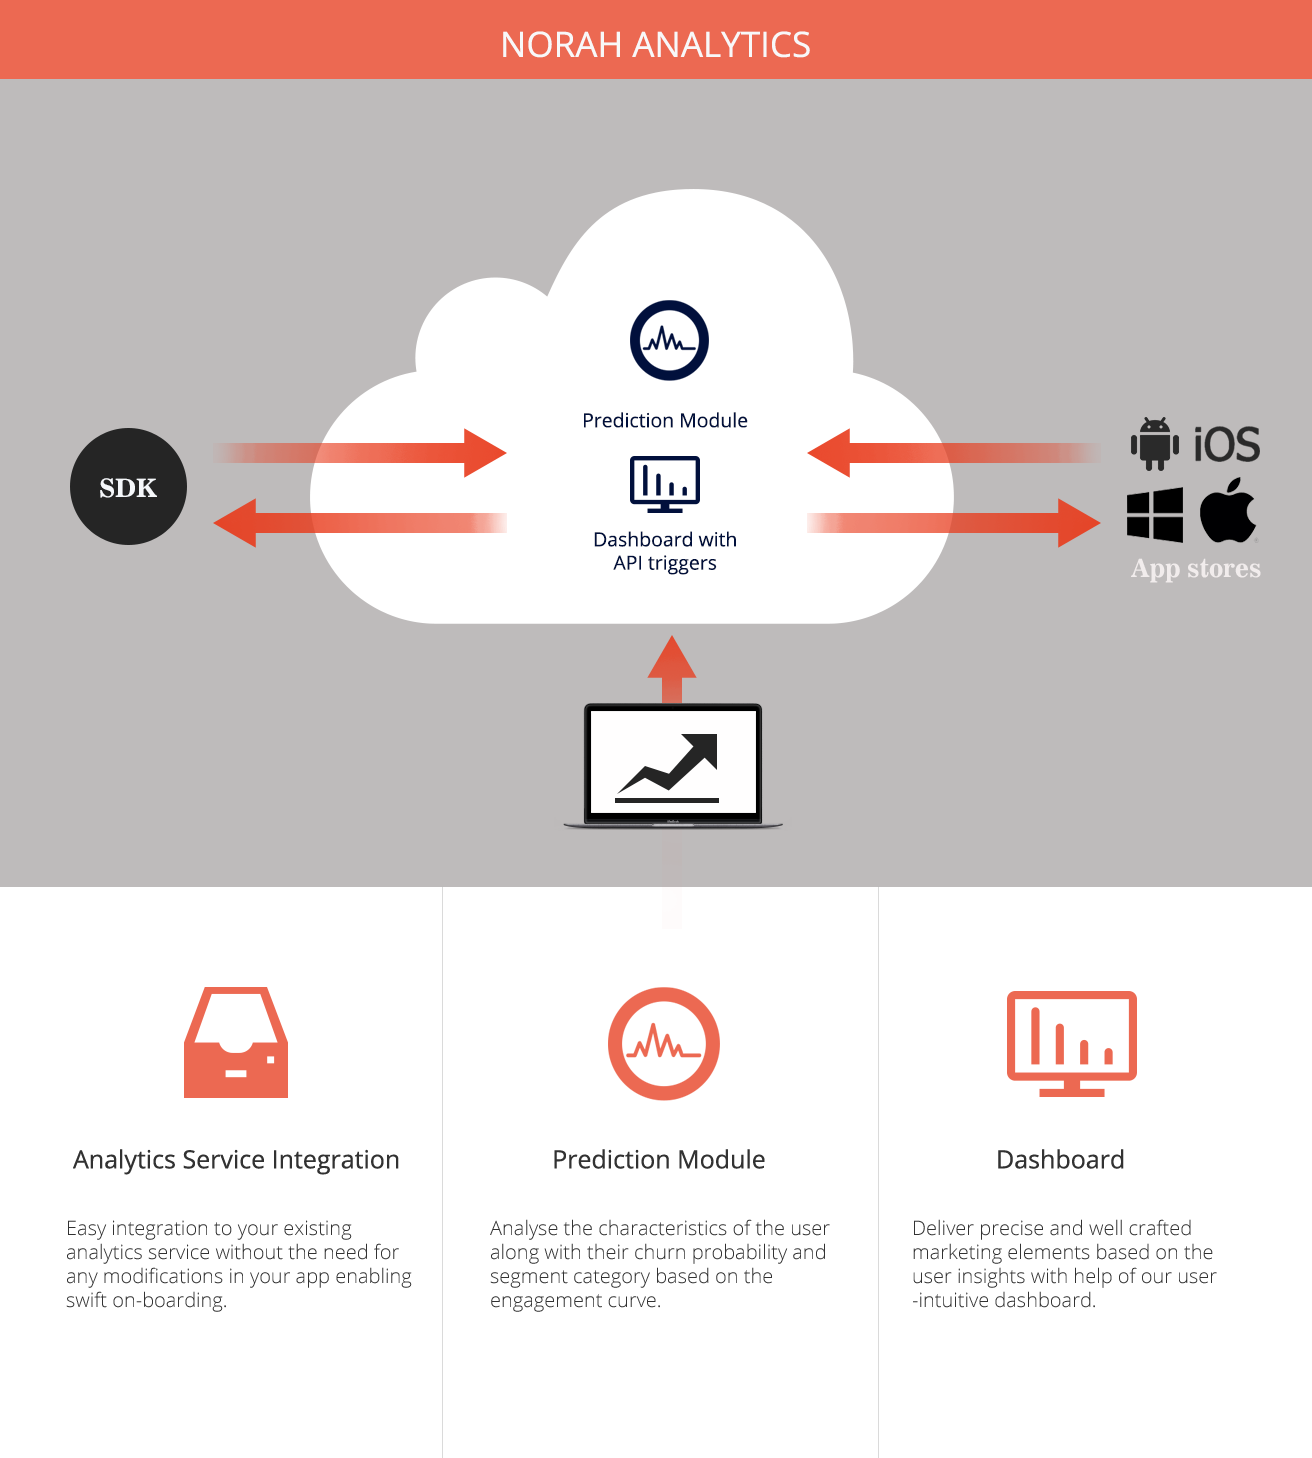 NORAH ANALYTICS
Prediction Module
SDK
iOS
Dashboard with
API triggers
App stores
Analytics Service Integration
Easy integration to your existing
analytics service without the need for
any modifications in your app enabling
swift on-boarding.
Prediction Module
Analyse the characteristics of the user
along with their churn probability and
segment category based on the
engagement curve.
Dashboard
Deliver precise and well crafted
marketing elements based on the
user insights with help of our user
-intuitive dashboard.